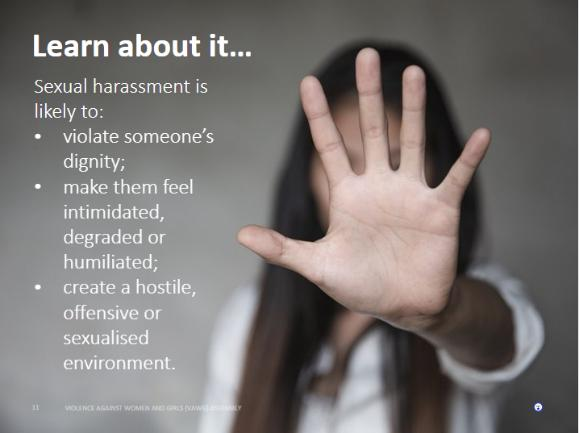 Learn about it...
Sexual harassment is
likely to:
• violate someone's
dignity;
• make them feel
intimidated,
degraded or
humiliated;
• create a hostile,
offensive or
sexualised
environment.
11 VIOLENCE AGAINST WOMEN AND GIRLS (VAWG) ASSEMBLY